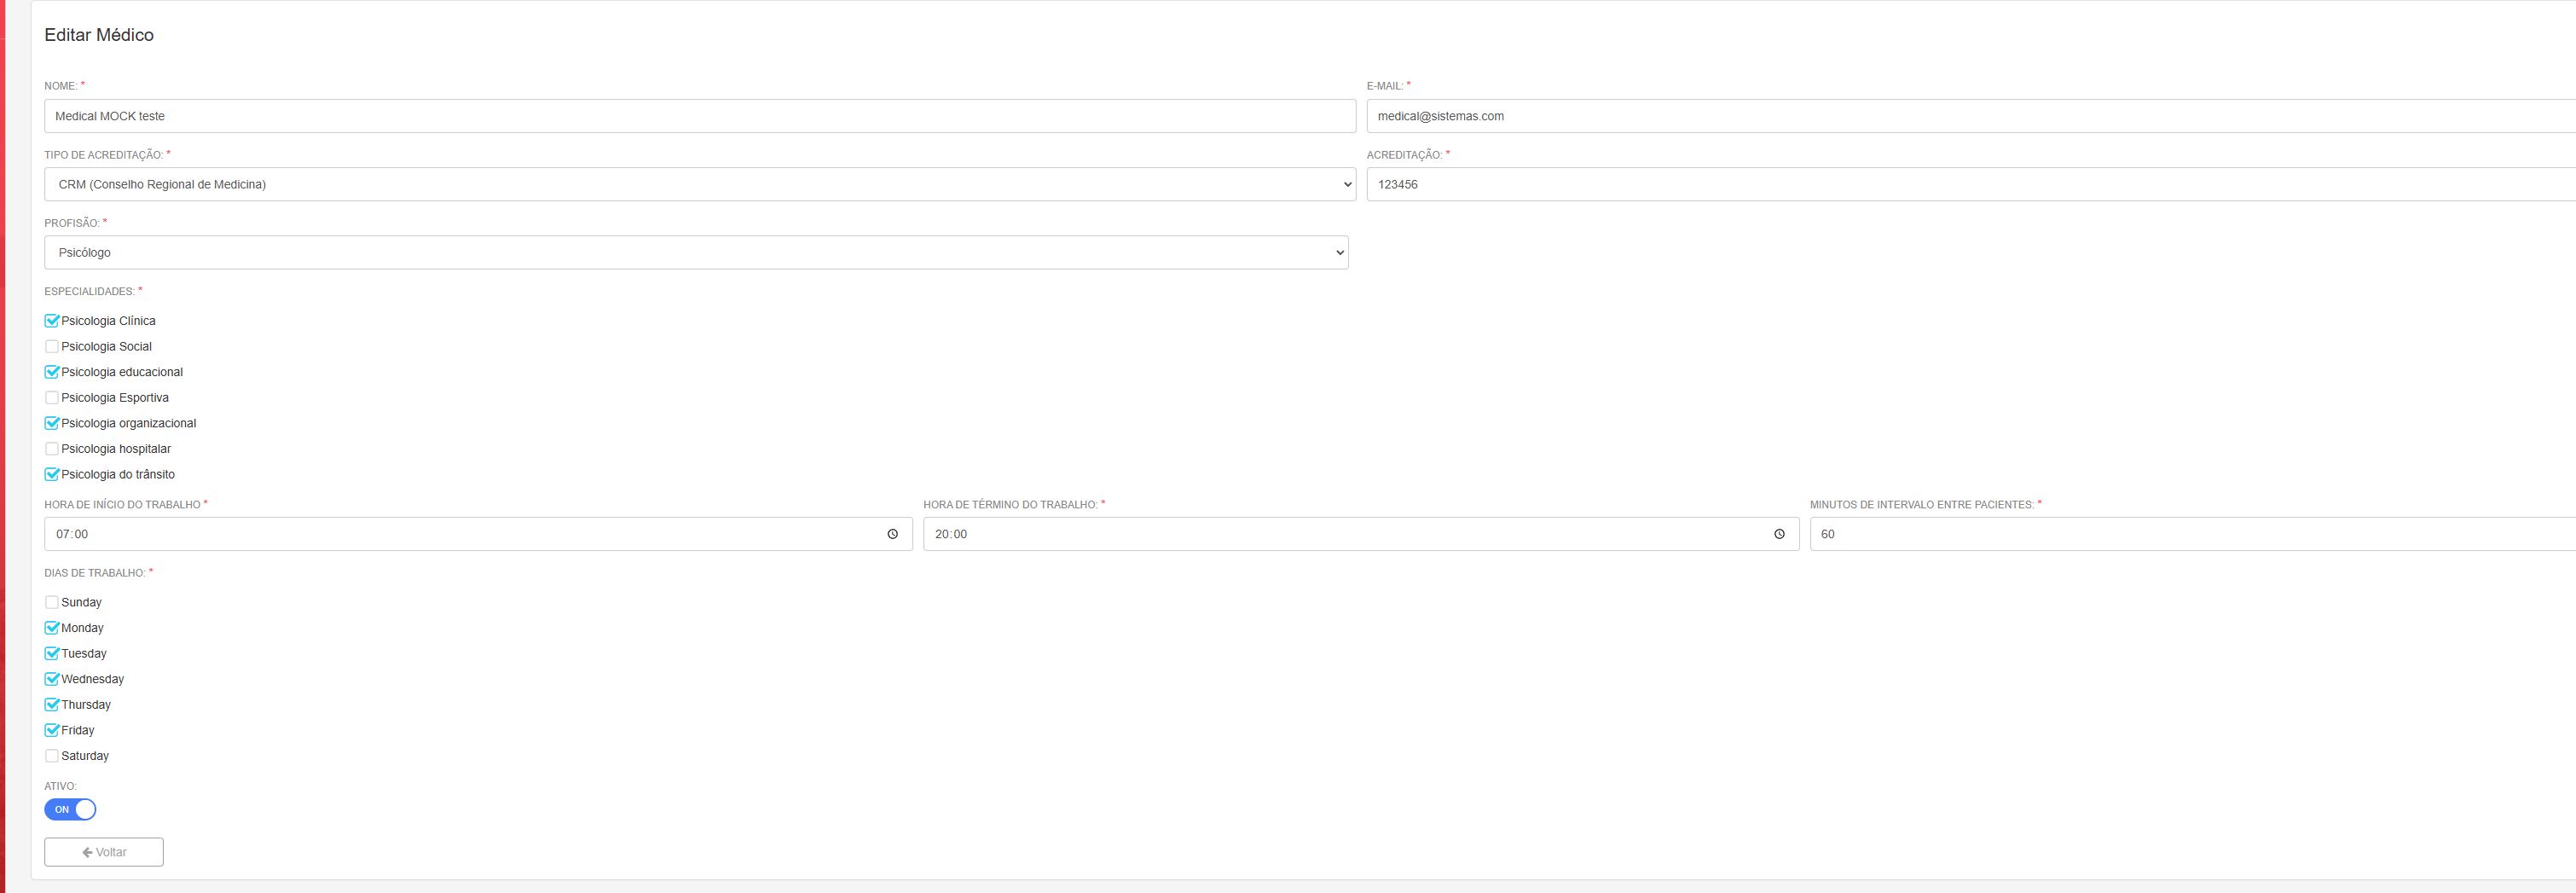 Editar Médico
NOME: *
E-MAIL: *
Medical MOCK teste
medical@sistemas.com
TIPO DE ACREDITAÇÃO: *
ACREDITAÇÃO: *
CRM (Conselho Regional de Medicina)
123456
PROFISÃO: *
Psicólogo
ESPECIALIDADES: *
Psicologia Clínica
Psicologia Social
Psicologia educacional
Psicologia Esportiva
Psicologia organizacional
Psicologia hospitalar
Psicologia do trânsito
HORA DE INÍCIO DO TRABALHO *
HORA DE TÉRMINO DO TRABALHO: *
MINUTOS DE INTERVALO ENTRE PACIENTES: *
07:00
20:00
60
DIAS DE TRABALHO: *
Sunday
Monday
Tuesday
Wednesday
Thursday
Friday
Saturday
ATIVO:
ON
Voltar